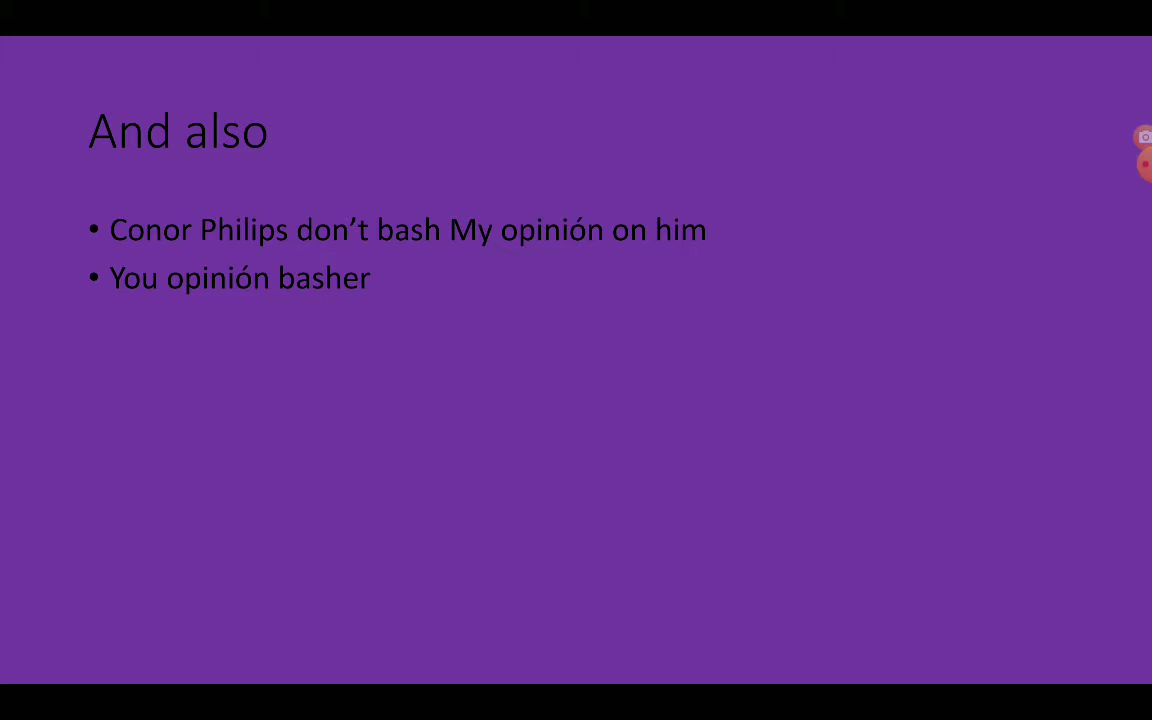 And also
• Conor Philips don’t bash My opinión on him
• You opinión basher